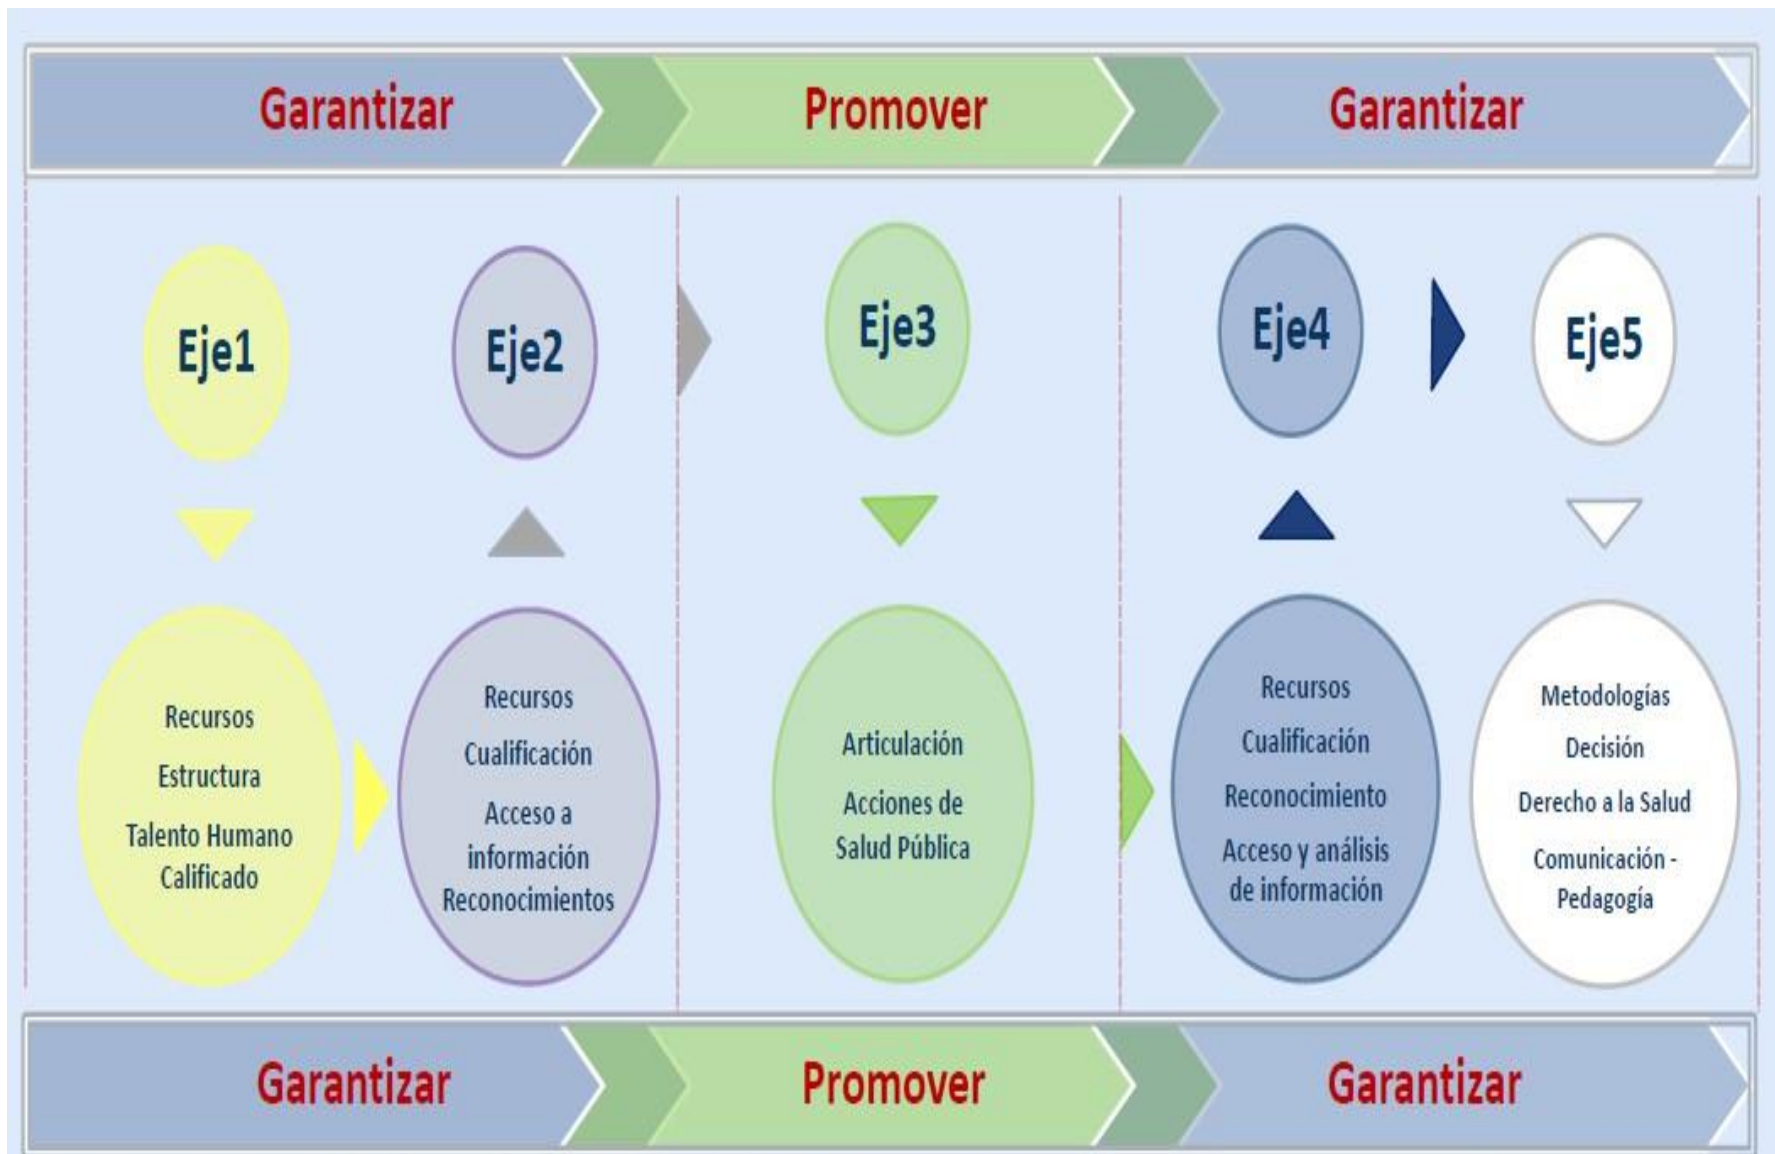 Garantizar
Promover
Garantizar
Eje1
Eje2
Eje3
Eje4
Eje5
Recursos
Estructura
Talento Humano
Calificado
Recursos
Cualificación
Acceso a
información
Reconocimientos
Articulación
Acciones de
Salud Pública
Recursos
Cualificación
Reconocimiento
Acceso y análisis
de información
Metodologías
Decisión
Derecho a la Salud
Comunicación -
Pedagogía
Garantizar
Promover
Garantizar